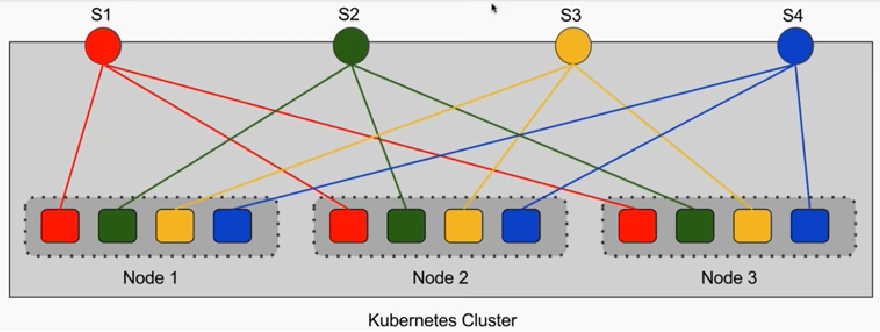 S1
S2
S3
S4
Node 1
Node 2
Node 3
Kubernetes Cluster